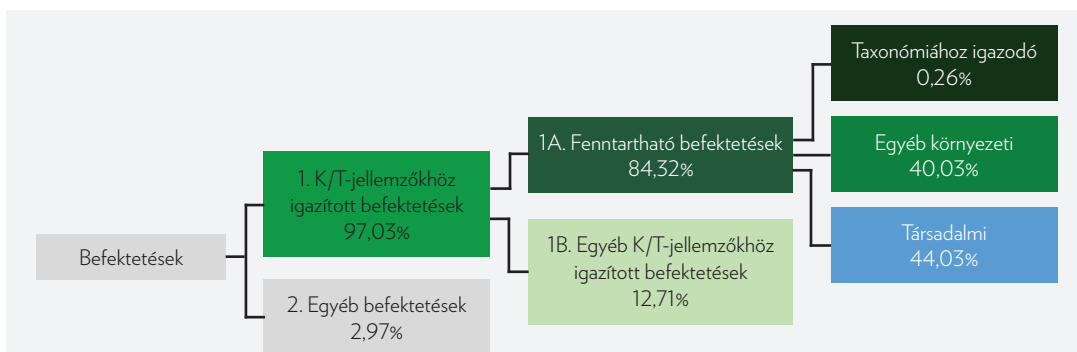 Befektetések
1. K/T-jellemzőkhöz
igazított befektetések
97,03%
2. Egyéb befektetések
2,97%
1A. Fenntartható befektetések
84,32%
1B. Egyéb K/T-jellemzőkhöz
igazított befektetések
12,71%
Taxonómiához igazodó
0,26%
Egyéb környezeti
40,03%
Társadalmi
44,03%